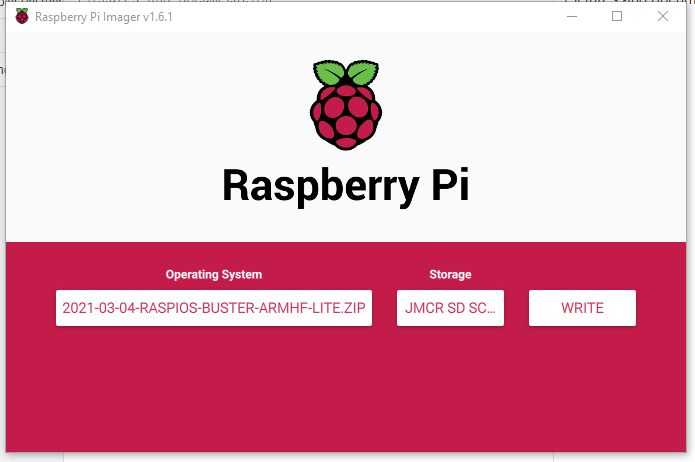 Raspberry Pi Imager v1.6.1
Raspberry Pi
Operating System
Storage
2021-03-04-RASPIOS-BUSTER-ARMHF-LITE.ZIP
JMCR SD SC...
WRITE